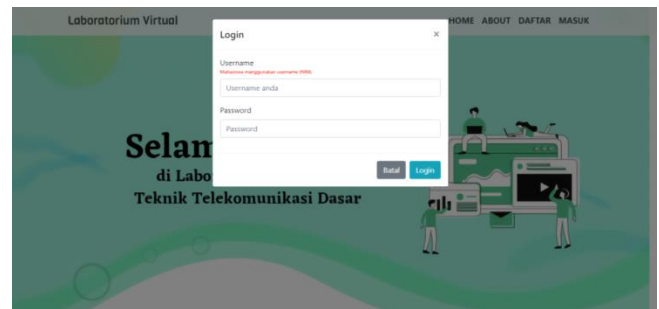 Laboratorium Virtual
HOME ABOUT DAFTAR MASUK
Login
×
Username
Mahasiswa menggunakan username (NIM).
Username anda
Password
Password
Batal Login
Selam
di Labo
Teknik Telekomunikasi Dasar